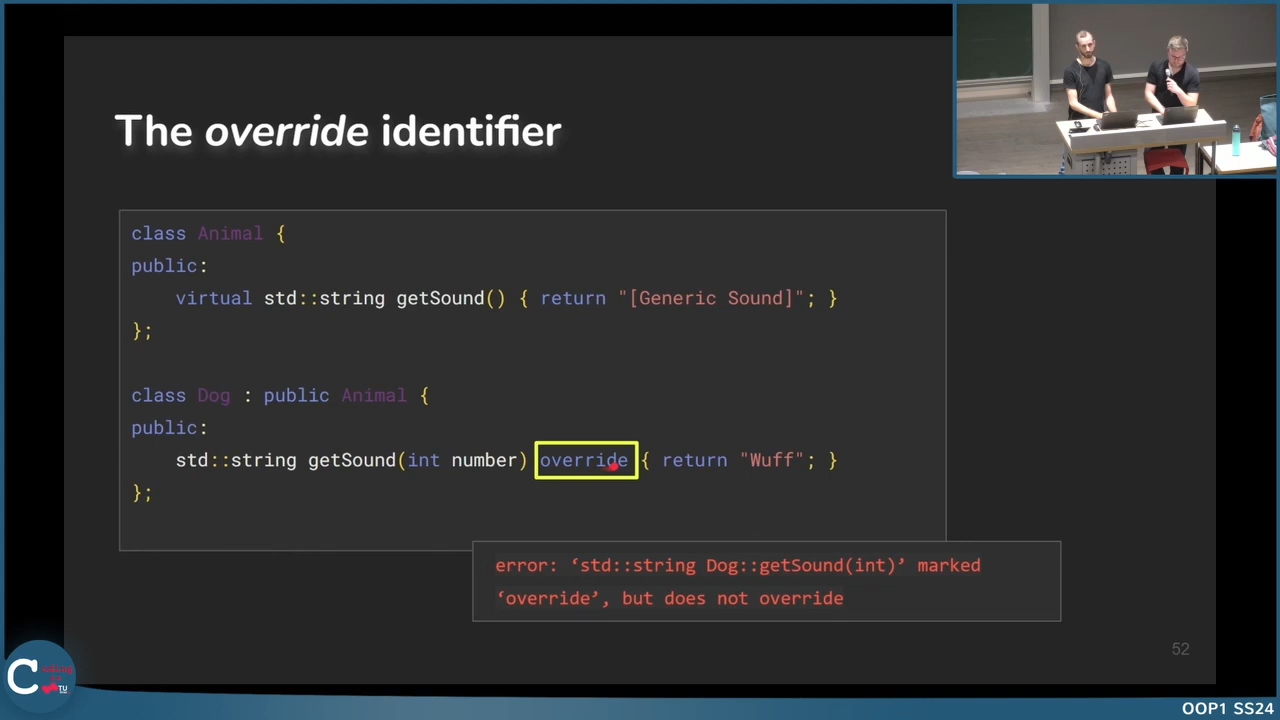 The override identifier
class Animal {
public:
virtual std::string getSound() { return "[Generic Sound]"; }
};
class Dog : public Animal {
public:
std::string getSound(int number) override { return "Wuff"; }
};
error: ‘std::string Dog::getSound(int)’ marked
‘override’, but does not override
52
TU
OOP1 SS24